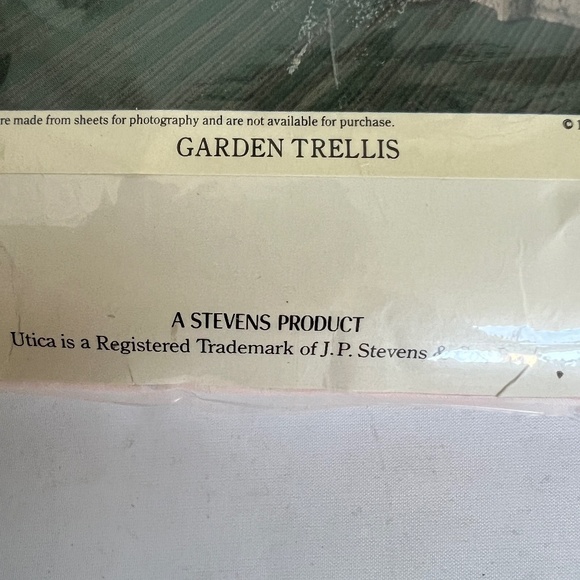 re made from sheets for photography and are not available for purchase.
©
GARDEN TRELLIS
A STEVENS PRODUCT
Utica is a Registered Trademark of J.P. Stevens &